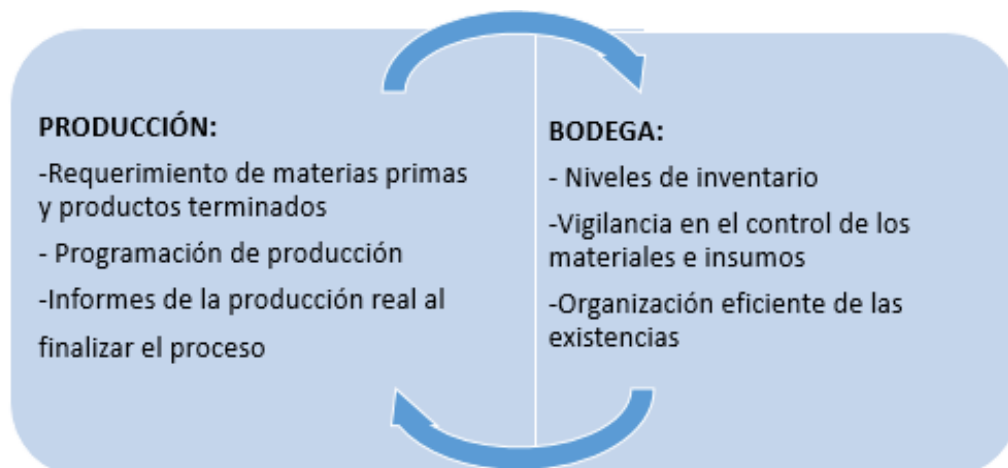 PRODUCCIÓN:
-Requerimiento de materias primas
y productos terminados
- Programación de producción
-Informes de la producción real al
finalizar el proceso
BODEGA:
- Niveles de inventario
-Vigilancia en el control de los
materiales e insumos
-Organización eficiente de las
existencias